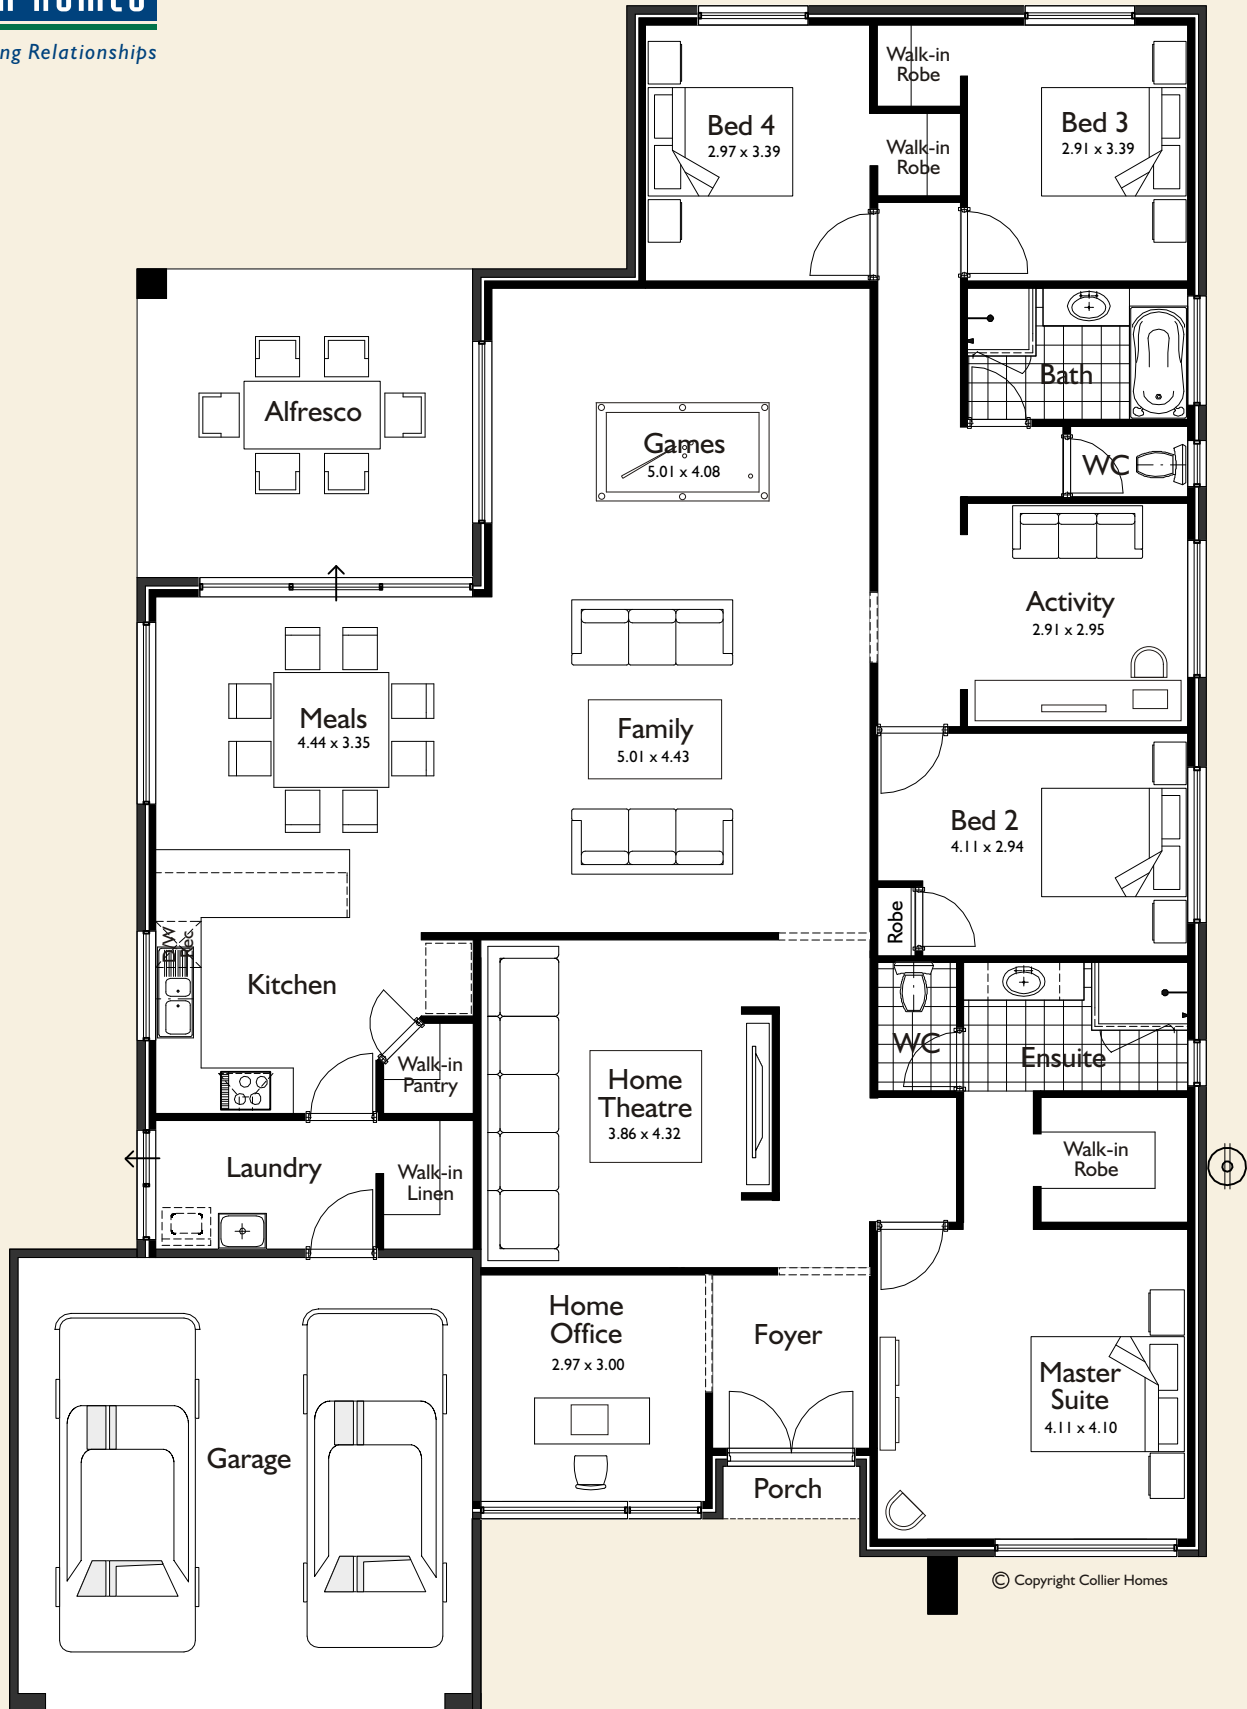 ng Relationships
Walk-in
Robe
Bed 4
2.97 x 3.39
Bed 3
2.91 x 3.39
Walk-in
Robe
Alfresco
Bath
Games
5.01 x 4.08
WC
Activity
2.91 x 2.95
Meals
4.44 x 3.35
Family
5.01 x 4.43
Bed 2
4.11 x 2.94
Robe
D/W
Rec
Kitchen
WC
Ensuite
Walk-in
Pantry
Home
Theatre
3.86 x 4.32
Laundry
Walk-in
Linen
Walk-in
Robe
Home
Office
2.97 x 3.00
Foyer
Master
Suite
4.11 x 4.10
Garage
Porch
© Copyright Collier Homes